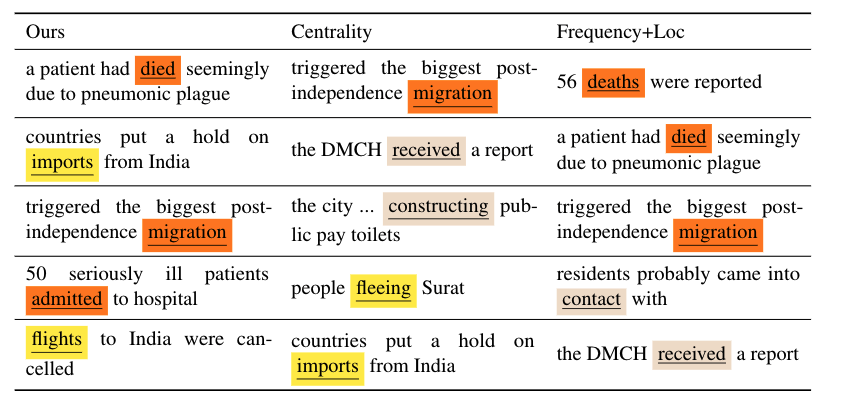 Ours Centrality Frequency+Loc
a patient had died seemingly
due to pneumonic plague
triggered the biggest post-
independence migration
56 deaths were reported
countries put a hold on
imports from India
the DMCH received a report
a patient had died seemingly
due to pneumonic plague
triggered the biggest post-
independence migration
the city ... constructing pub-
lic pay toilets
triggered the biggest post-
independence migration
50 seriously ill patients
admitted to hospital
people fleeing Surat
residents probably came into
contact with
flights to India were can-
celled
countries put a hold on
imports from India
the DMCH received a report